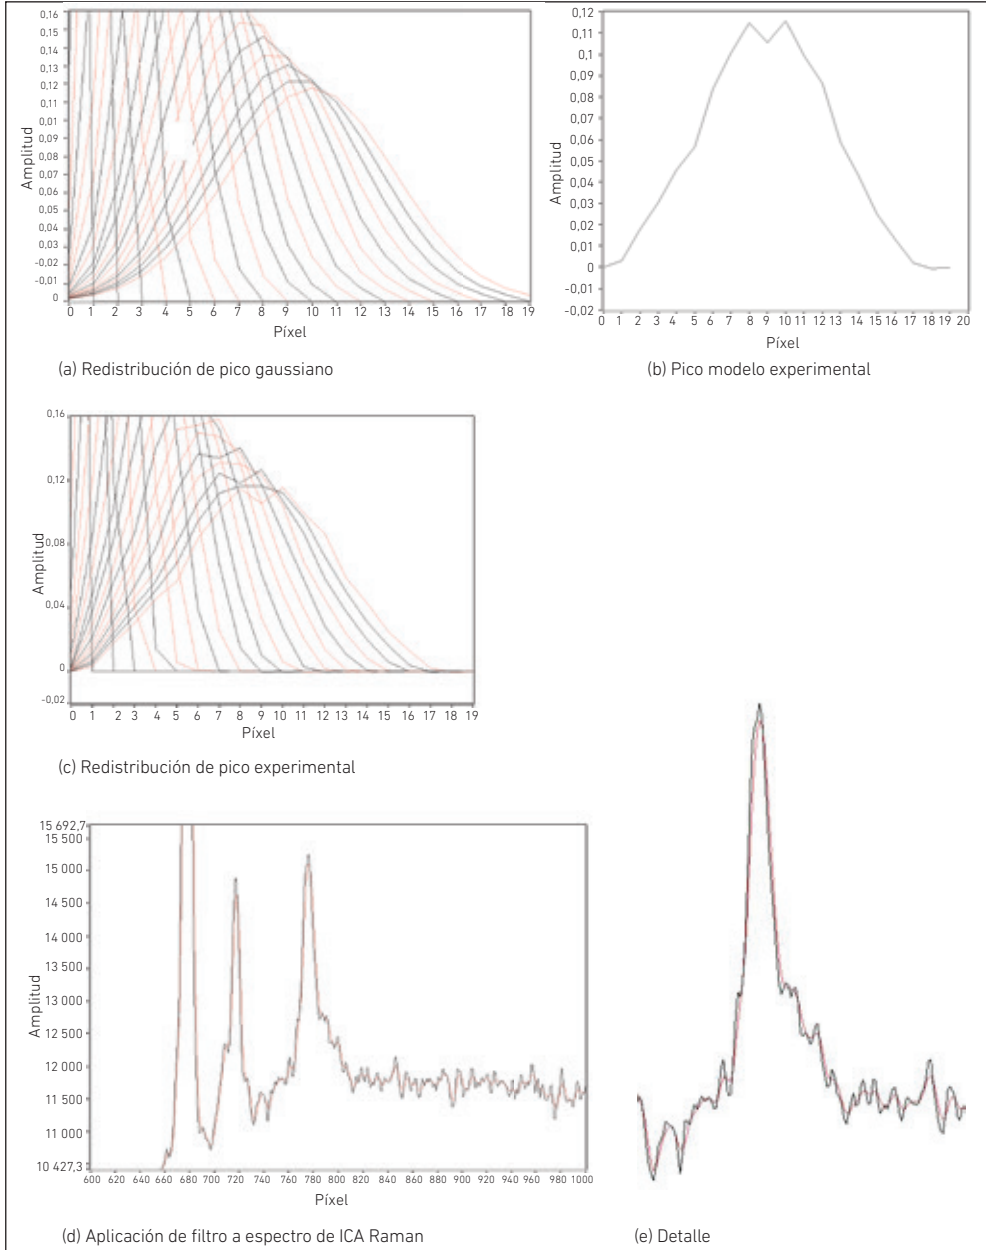 0,16
0,15
0,14
0,13
0,12
0,11
0,10
0,09
0,08
0,07
0,06
0,05
0,04
0,03
-0,02
-0,01
0
Amplitud
0 1 2 3 4 5 6 7 8 9 10 11 12 13 14 15 16 17 18 19
Píxel
(a) Redistribución de pico gaussiano
0,12
0,11
0,10
0,09
0,08
0,07
0,06
0,05
0,04
0,03
0,02
0,01
0
-0,01
-0,02
Amplitud
0 1 2 3 4 5 6 7 8 9 10 11 12 13 14 15 16 17 18 19 20
Píxel
(b) Pico modelo experimental
0,16
0,12
0,08
0,04
0
-0,02
Amplitud
0 1 2 3 4 5 6 7 8 9 10 11 12 13 14 15 16 17 18 19
Píxel
(c) Redistribución de pico experimental
15 692,7
15 500
15 000
14 500
14 000
13 500
13 000
12 500
12 000
11 500
11 000
10 427,3
Amplitud
600 620 640 660 680 700 720 740 760 780 800 820 840 860 880 900 920 940 960 980 1000
Píxel
(d) Aplicación de filtro a espectro de ICA Raman
(e) Detalle